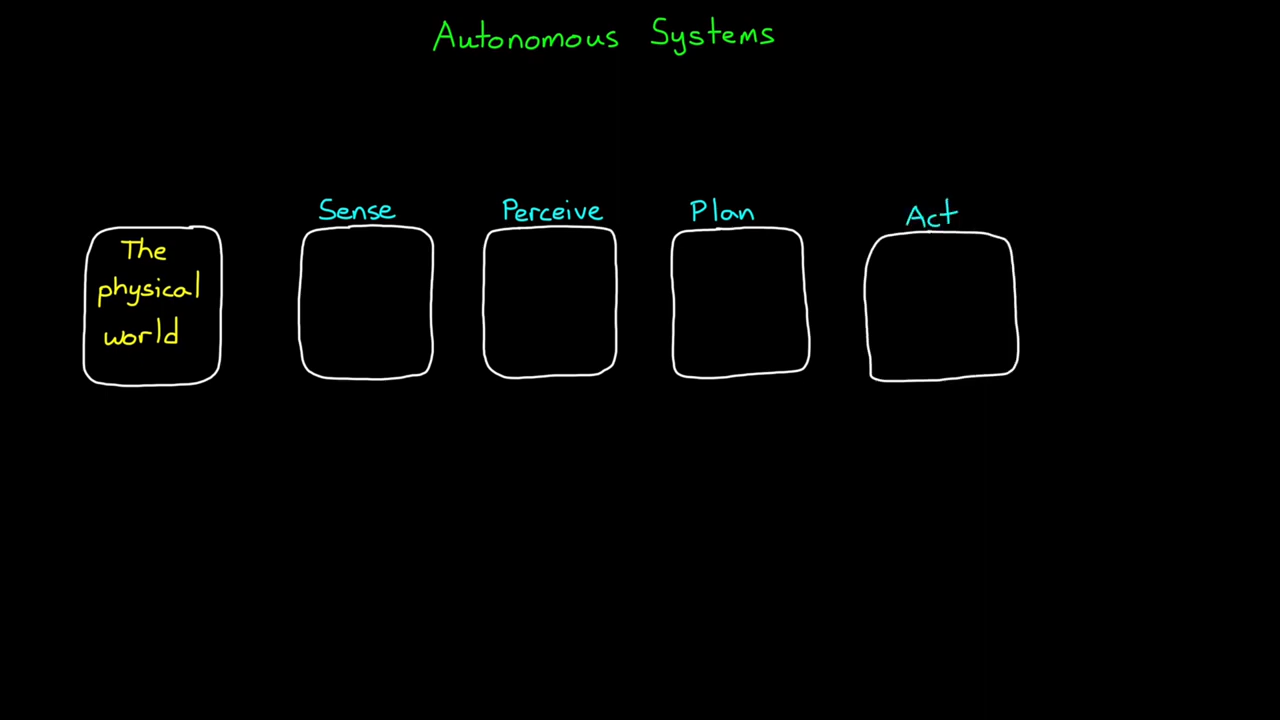 Autonomous Systems
Sense Perceive Plan Act
The
physical
world